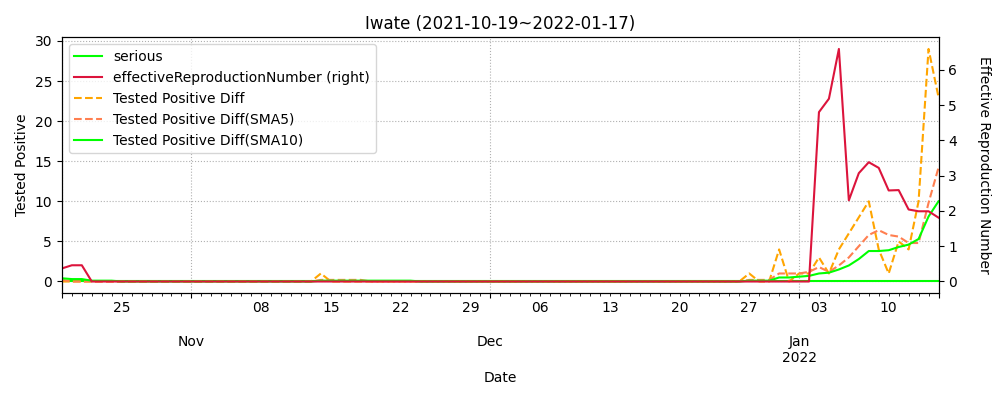 Iwate (2021-10-19~2022-01-17)
serious
effectiveReproductionNumber (right)
Tested Positive Diff
Tested Positive Diff(SMA5)
Tested Positive Diff(SMA10)
Tested Positive
30
25
20
15
10
5
0
6
5
4
3
2
1
0
Effective Reproduction Number
25 08 15 22 29 06 13 20 27 03 10
Nov Dec Jan
2022
Date